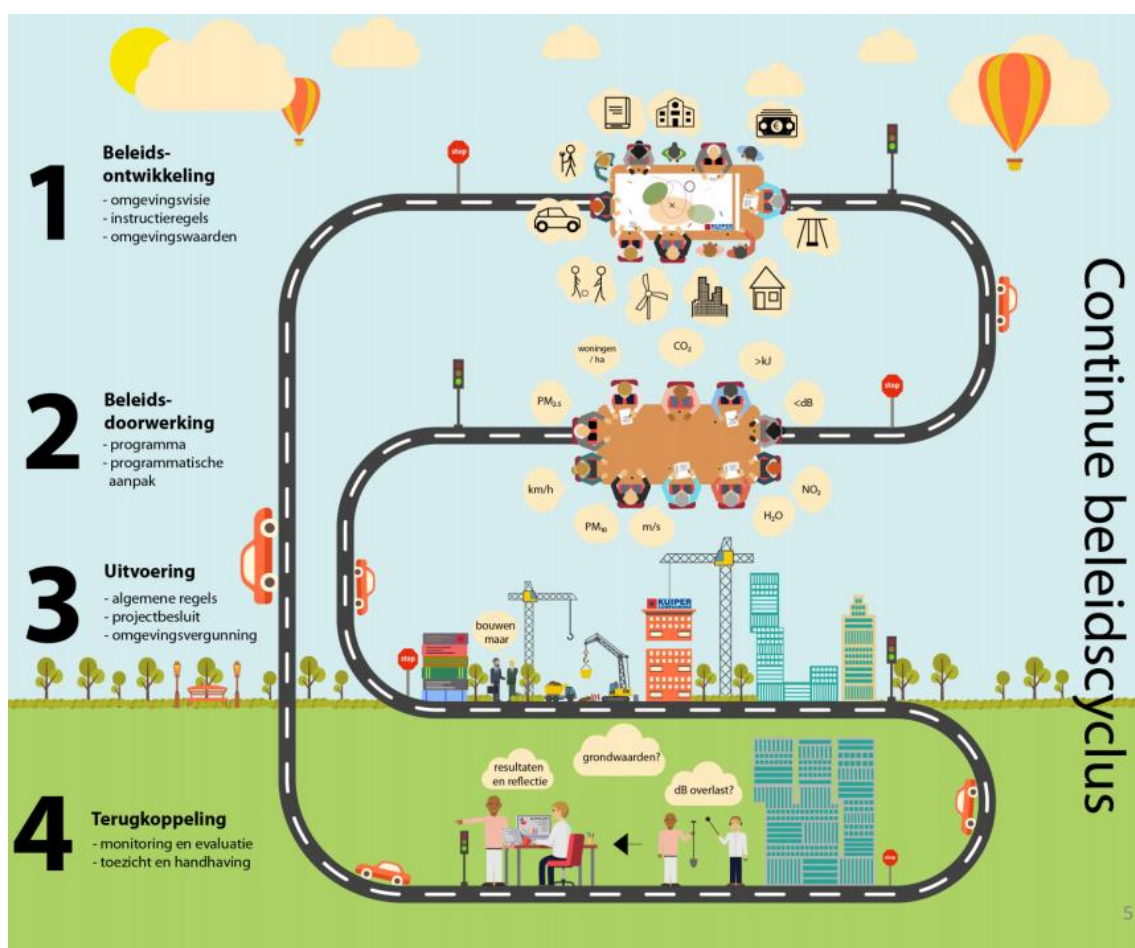 1
Beleids-
ontwikkeling
- omgevingsvisie
- instructieregels
- omgevingswaarden
stop
KUIPER
2
Beleids-
doorwerking
- programma
- programmatische
aanpak
woningen
/ ha
CO₂
>kJ
PM₂.₅
<dB
km/h
NO₂
PM₁₀
m/s
H₂O
stop
3
Uitvoering
- algemene regels
- projectbesluit
- omgevingsvergunning
stop
bouwen
maar
KUIPER
4
Terugkoppeling
- monitoring en evaluatie
- toezicht en handhaving
resultaten
en reflectie
grondwaarden?
dB overlast?
stop
Continue beleidscyclus
5